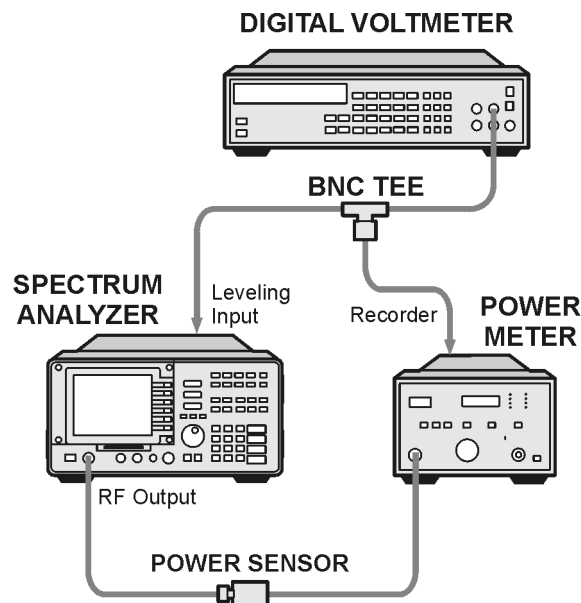 DIGITAL VOLTMETER
BNC TEE
SPECTRUM
ANALYZER
Leveling
Input
Recorder
POWER
METER
RF Output
POWER SENSOR